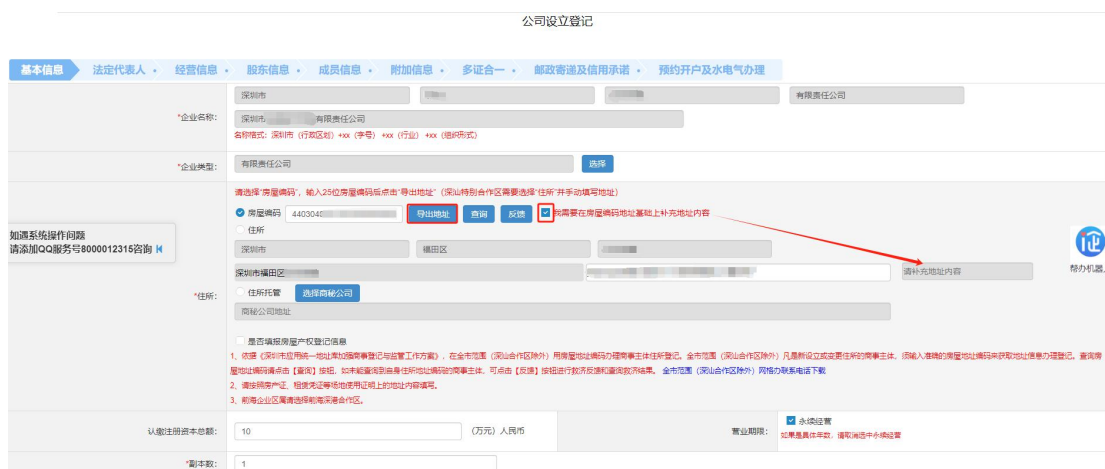 公司设立登记
基本信息 法定代表人 经营信息 股东信息 成员信息 附加信息 多证合一 邮政寄递及信用承诺 预约开户及水电气办理
深圳市 有限责任公司
*企业名称: 深圳市 有限责任公司
名称格式: 深圳市 (行政区划) +xx (字号) +xx (行业) +xx (组织形式)
*企业类型: 有限责任公司 选择
请选择“房屋编码”，输入25位房屋编码后点击“导出地址”（深汕特别合作区需要选择“住所”并手动填写地址）
房屋编码 4403040 导出地址 查询 反馈 我需要在房屋编码地址基础上补充地址内容
住所
如遇系统操作问题
请添加QQ服务号8000012315咨询
深圳市 福田区
帮办机器
深圳市福田区 请补充地址内容
*住所: 住所托管 选择商秘公司
商秘公司地址
是否填报房屋产权登记信息
1、依据《深圳市应用统一地址库加强商事登记与监管工作方案》，在全市范围（深汕合作区除外）用房屋地址编码办理商事主体住所登记。全市范围（深汕合作区除外）凡是新设立或变更住所的商事主体，须输入准确的房屋地址编码来获取地址信息办理登记。查询房
屋地址编码请点击【查询】按钮，如未能查询到自身住所地址编码的商事主体，可点击【反馈】按钮进行救济反馈和查询救济结果。 全市范围（深汕合作区除外）网格办联系电话下载
2、请按照房产证、租赁凭证等场地使用证明上的地址内容填写。
3、前海企业区属请选择前海深港合作区。
认缴注册资本总额: 10 (万元) 人民币 营业期限: 永续经营
如果是具体年数，请取消选中永续经营
*副本数: 1